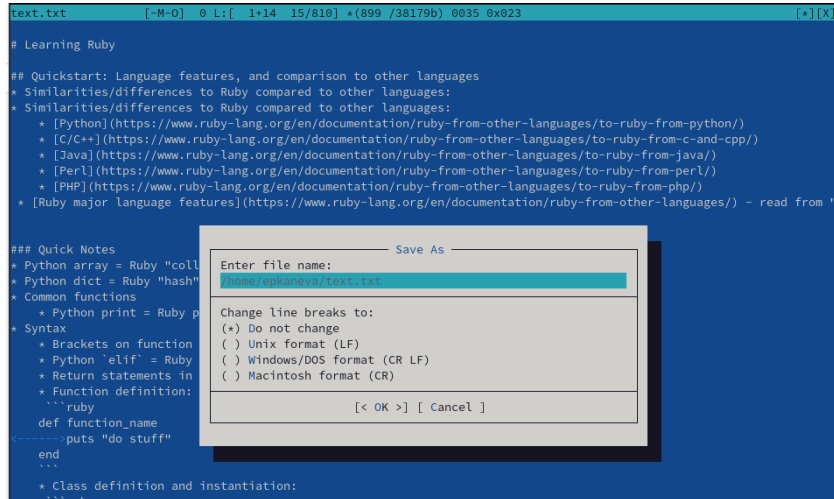 text.txt [-M-O] 0 L:[ 1+14 15/810] *(899 /38179b) 0035 0x023 [*][X]
# Learning Ruby
## Quickstart: Language features, and comparison to other languages
* Similarities/differences to Ruby compared to other languages:
* Similarities/differences to Ruby compared to other languages:
* [Python](https://www.ruby-lang.org/en/documentation/ruby-from-other-languages/to-ruby-from-python/)
* [C/C++](https://www.ruby-lang.org/en/documentation/ruby-from-other-languages/to-ruby-from-c-and-cpp/)
* [Java](https://www.ruby-lang.org/en/documentation/ruby-from-other-languages/to-ruby-from-java/)
* [Perl](https://www.ruby-lang.org/en/documentation/ruby-from-other-languages/to-ruby-from-perl/)
* [PHP](https://www.ruby-lang.org/en/documentation/ruby-from-other-languages/to-ruby-from-php/)
* [Ruby major language features](https://www.ruby-lang.org/en/documentation/ruby-from-other-languages/) - read from "
### Quick Notes
* Python array = Ruby "coll
* Python dict = Ruby "hash"
* Common functions
* Python print = Ruby p
* Syntax
* Brackets on function
* Python `elif` = Ruby
* Return statements in
* Function definition:
```ruby
def function_name
<------>puts "do stuff"
end
```
* Class definition and instantiation:
Save As
Enter file name:
/home/epkaneva/text.txt
Change line breaks to:
(*) Do not change
( ) Unix format (LF)
( ) Windows/DOS format (CR LF)
( ) Macintosh format (CR)
[< OK >] [ Cancel ]